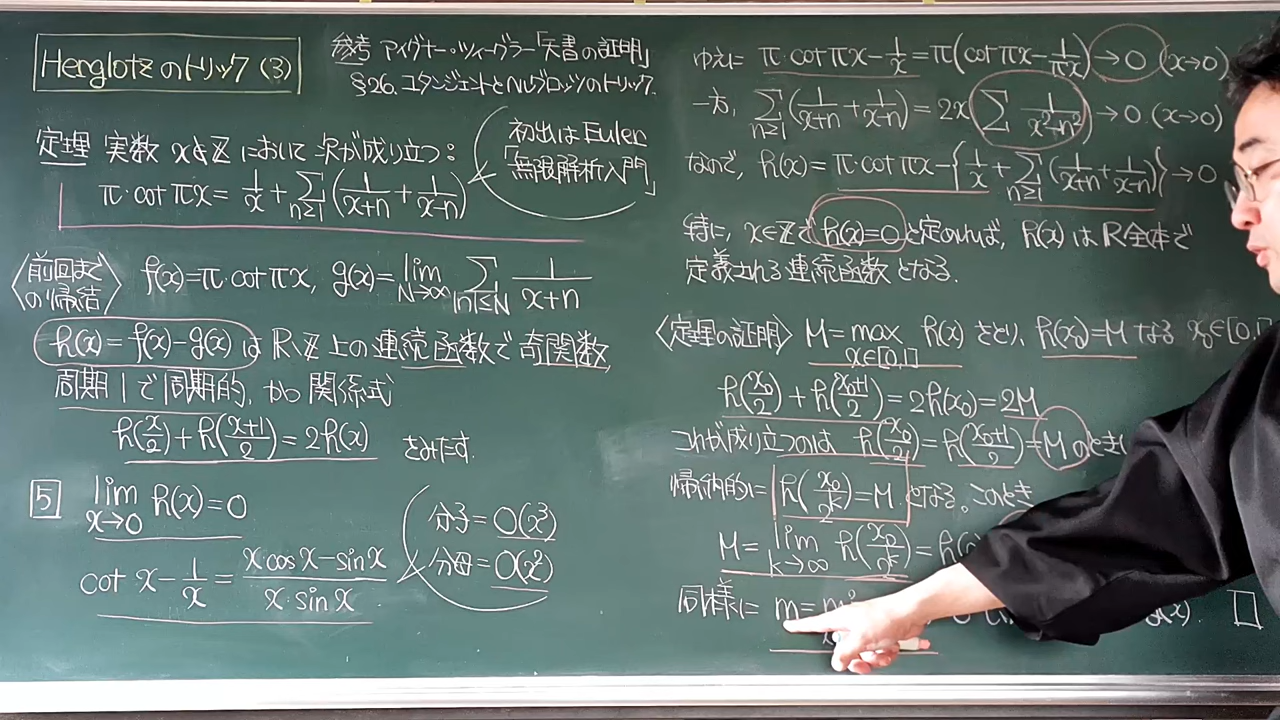 Herglotzのトリック(3)
参考 アイグナー・ツィーグラー「天書の証明」
§26. コタンジェントとヘルグロッツのトリック.
定理 実数 x∉Z において 次が成り立つ:
π·cot πx = 1/x + Σ_{n≥1} (1/(x+n) + 1/(x-n))
初出は Euler
「無限解析入門」
〈前回までの帰結〉 f(x)=π·cot πx, g(x)= lim_{N→∞} Σ_{|n|≤N} 1/(x+n)
h(x)=f(x)-g(x) は R\Z 上の連続函数で奇関数,
周期1で周期的, かつ関係式
h(x/2)+h((x+1)/2)=2h(x) をみたす.
5 lim_{x→0} h(x)=0
cot x - 1/x = (x·cos x - sin x)/(x·sin x)
分子=O(x³)
分母=O(x²)
ゆえに π·cot πx - 1/x = π(cot πx - 1/πx) → 0 (x→0)
一方, Σ_{n≥1} (1/(x+n) + 1/(x-n)) = 2x Σ 1/(x²-n²) → 0 (x→0)
なので, h(x)=π·cot πx - {1/x + Σ_{n≥1} (1/(x+n) + 1/(x-n))} → 0
特に, x∈Z で h(x)=0 と定めれば, h(x) は R全体で
定義される連続函数となる.
〈定理の証明〉 M= max_{x∈[0,1]} h(x) をとり, h(x₀)=M なる x₀∈[0,1]
h(x₀/2)+h((x₀+1)/2)=2h(x₀)=2M
これが成り立つのは h(x₀/2)=h((x₀+1)/2)=M のとき
帰納的に h(x₀/2^k)=M となる。このとき
M= lim_{k→∞} h(x₀/2^k)=h(
同様に m=m
(x). □